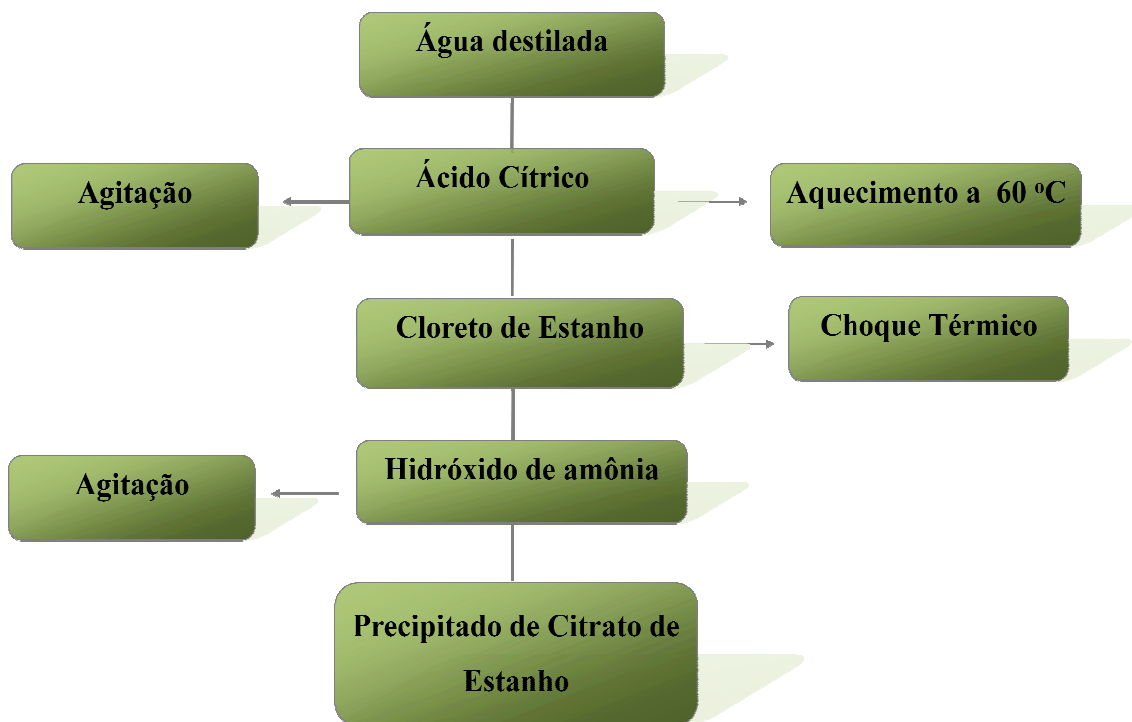 Água destilada
Agitação
Ácido Cítrico
Aquecimento a 60 ºC
Cloreto de Estanho
Choque Térmico
Agitação
Hidróxido de amônia
Precipitado de Citrato de
Estanho